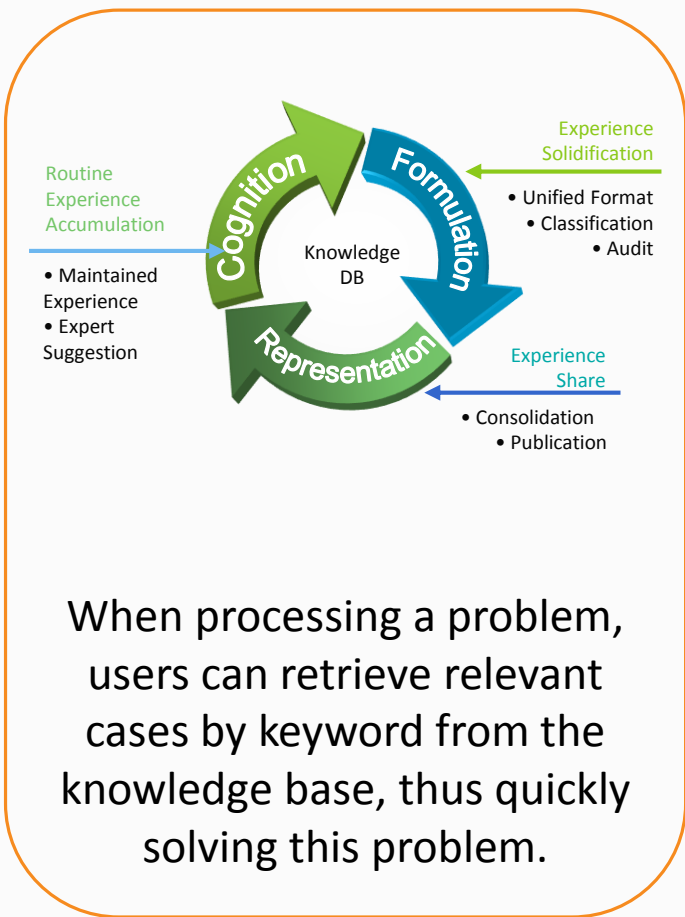 Routine
Experience
Accumulation
• Maintained
Experience
• Expert
Suggestion
Cognition
Formulation
Representation
Knowledge
DB
Experience
Solidification
• Unified Format
• Classification
• Audit
Experience
Share
• Consolidation
• Publication
When processing a problem,
users can retrieve relevant
cases by keyword from the
knowledge base, thus quickly
solving this problem.